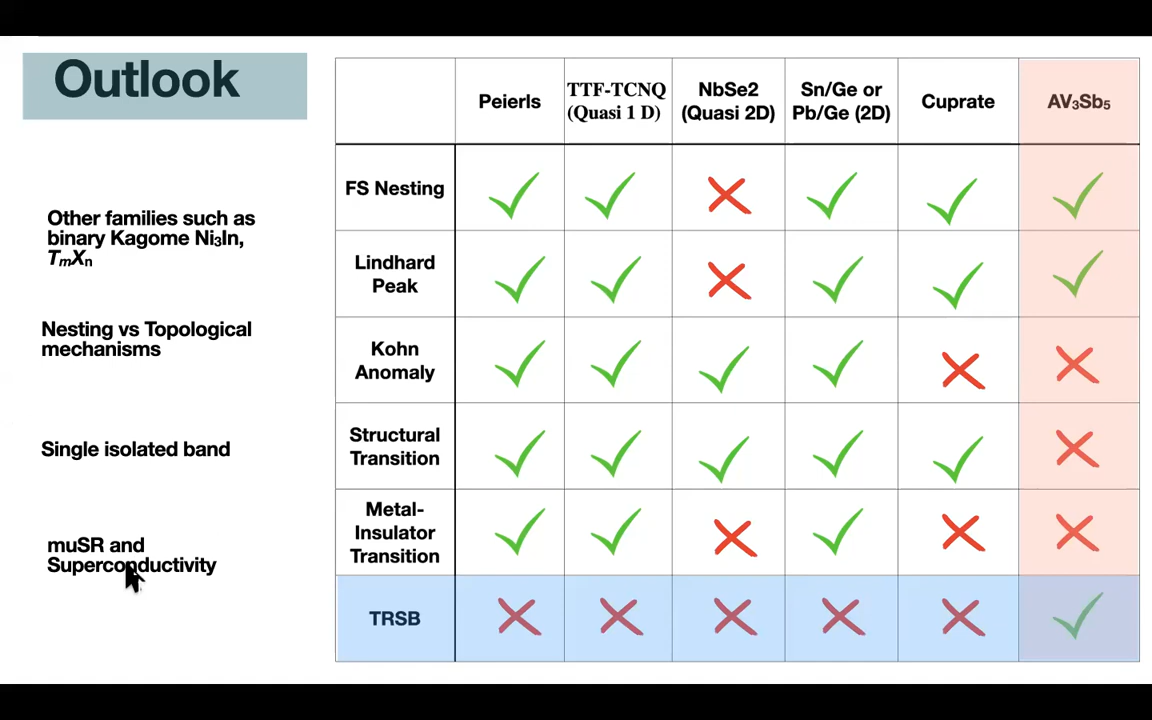 Outlook
Other families such as
binary Kagome Ni₃In,
TₘXₙ
Nesting vs Topological
mechanisms
Single isolated band
muSR and
Superconductivity
Peierls
TTF-TCNQ
(Quasi 1 D)
NbSe2
(Quasi 2D)
Sn/Ge or
Pb/Ge (2D)
Cuprate
AV₃Sb₅
FS Nesting
Lindhard
Peak
Kohn
Anomaly
Structural
Transition
Metal-
Insulator
Transition
TRSB